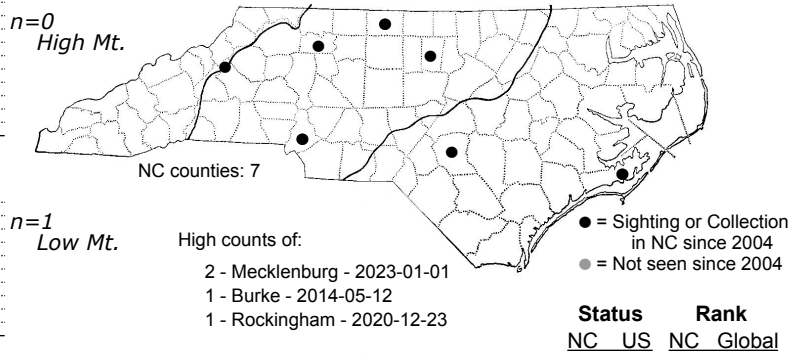 n=0
High Mt.
NC counties: 7
n=1
Low Mt.
High counts of:
2 - Mecklenburg - 2023-01-01
1 - Burke - 2014-05-12
1 - Rockingham - 2020-12-23
● = Sighting or Collection
in NC since 2004
● = Not seen since 2004
Status Rank
NC US NC Global